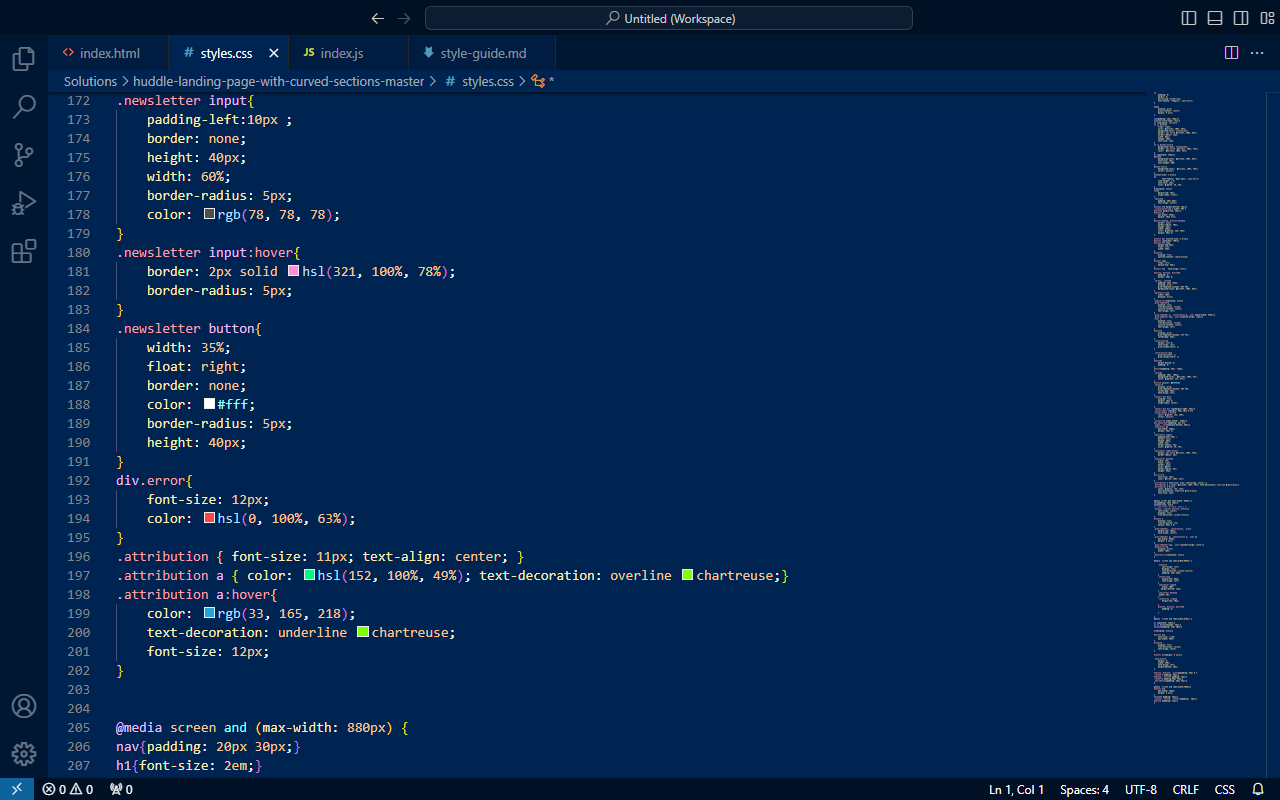 Untitled (Workspace)
<> index.html
# styles.css ×
JS index.js
style-guide.md
Solutions > huddle-landing-page-with-curved-sections-master > # styles.css > *
172 .newsletter input{
173     padding-left:10px ;
174     border: none;
175     height: 40px;
176     width: 60%;
177     border-radius: 5px;
178     color: rgb(78, 78, 78);
179 }
180 .newsletter input:hover{
181     border: 2px solid hsl(321, 100%, 78%);
182     border-radius: 5px;
183 }
184 .newsletter button{
185     width: 35%;
186     float: right;
187     border: none;
188     color: #fff;
189     border-radius: 5px;
190     height: 40px;
191 }
192 div.error{
193     font-size: 12px;
194     color: hsl(0, 100%, 63%);
195 }
196 .attribution { font-size: 11px; text-align: center; }
197 .attribution a { color: hsl(152, 100%, 49%); text-decoration: overline chartreuse;}
198 .attribution a:hover{
199     color: rgb(33, 165, 218);
200     text-decoration: underline chartreuse;
201     font-size: 12px;
202 }
203
204
205 @media screen and (max-width: 880px) {
206 nav{padding: 20px 30px;}
207 h1{font-size: 2em;}
0 0 0
Ln 1, Col 1 Spaces: 4 UTF-8 CRLF CSS